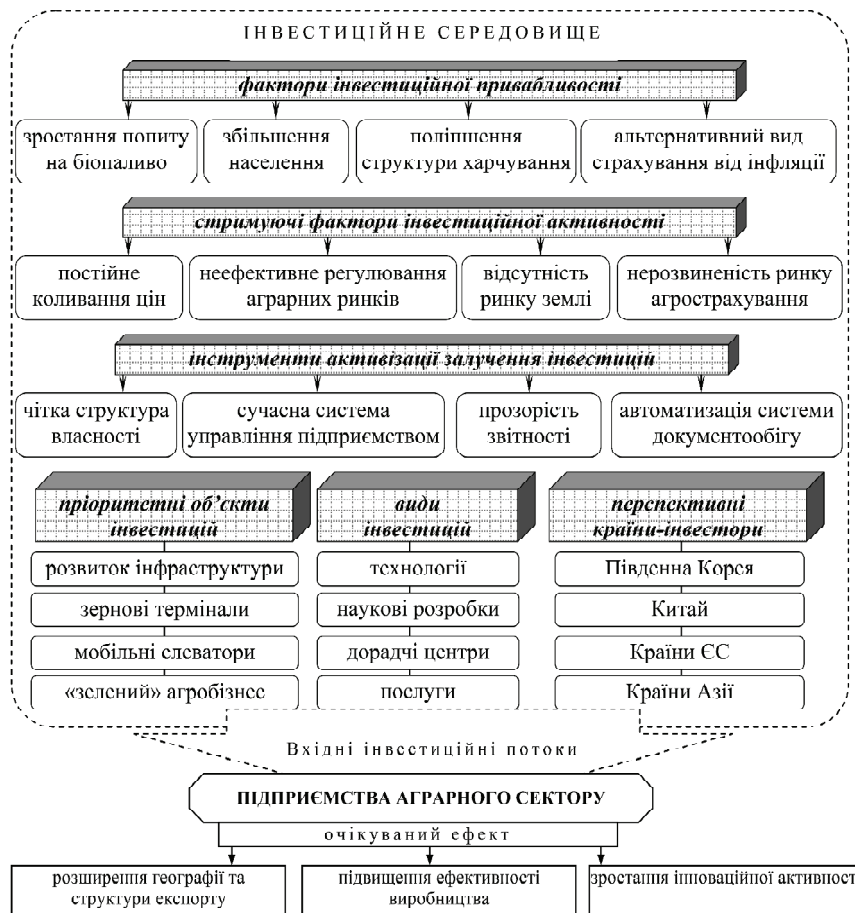 ІНВЕСТИЦІЙНЕ СЕРЕДОВИЩЕ
фактори інвестиційної привабливості
зростання попиту
на біопаливо
збільшення
населення
поліпшення
структури харчування
альтернативний вид
страхування від інфляції
стримуючі фактори інвестиційної активності
постійне
коливання цін
неефективне регулювання
аграрних ринків
відсутність
ринку землі
нерозвиненість ринку
агрострахування
інструменти активізації залучення інвестицій
чітка структура
власності
сучасна система
управління підприємством
прозорість
звітності
автоматизація системи
документообігу
пріоритетні об’єкти
інвестицій
розвиток інфраструктури
зернові термінали
мобільні елеватори
«зелений» агробізнес
види
інвестицій
технології
наукові розробки
дорадчі центри
послуги
перспективні
країни-інвестори
Південна Корея
Китай
Країни ЄС
Країни Азії
Вхідні інвестиційні потоки
ПІДПРИЄМСТВА АГРАРНОГО СЕКТОРУ
очікуваний ефект
розширення географії та
структури експорту
підвищення ефективності
виробництва
зростання інноваційної активност